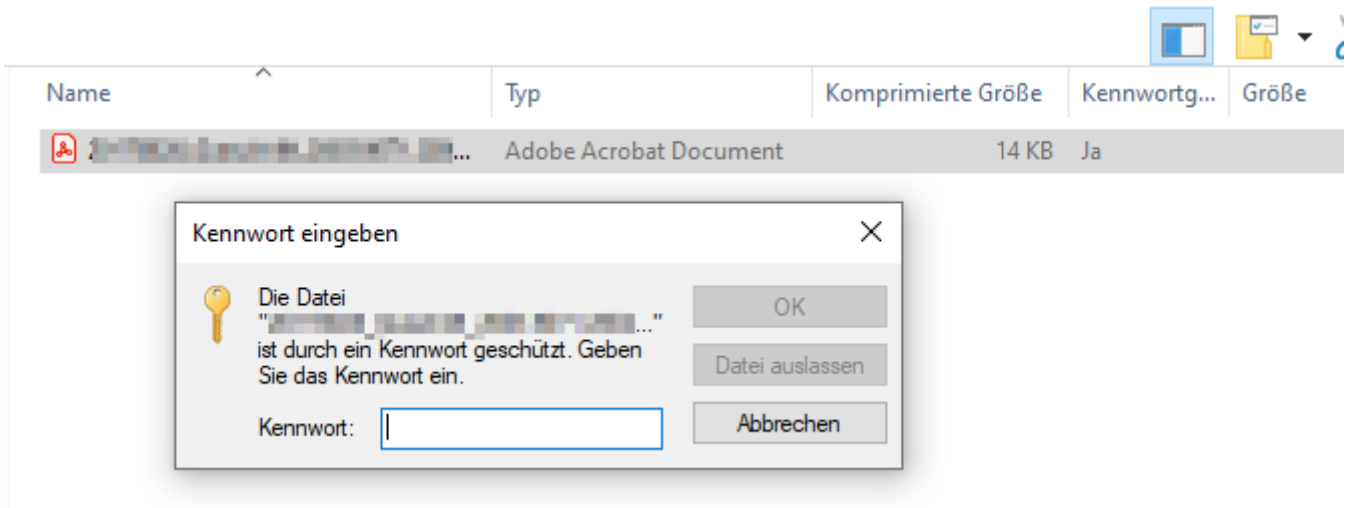 Name Typ Komprimierte Größe Kennwortg... Größe
Adobe Acrobat Document 14 KB Ja
Kennwort eingeben
Die Datei
ist durch ein Kennwort geschützt. Geben
Sie das Kennwort ein.
Kennwort:
OK
Datei auslassen
Abbrechen